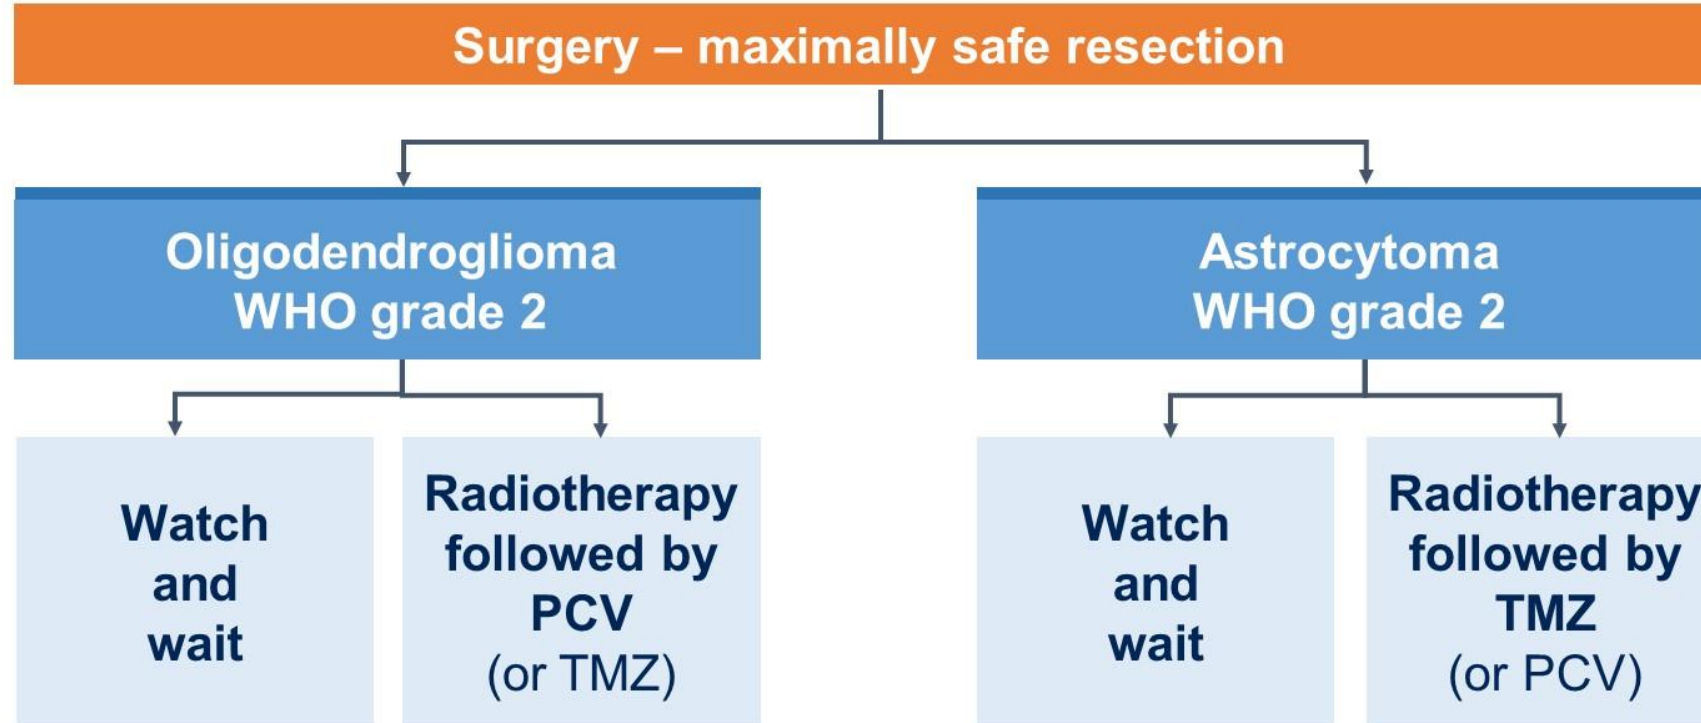 Surgery – maximally safe resection
Oligodendroglioma
WHO grade 2
Astrocytoma
WHO grade 2
Watch
and
wait
Radiotherapy
followed by
PCV
(or TMZ)
Watch
and
wait
Radiotherapy
followed by
TMZ
(or PCV)